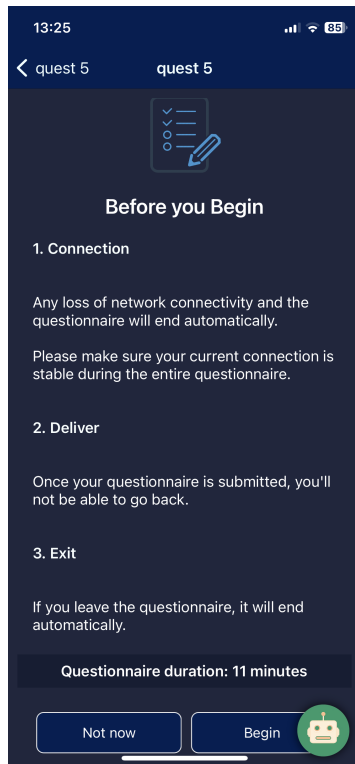 13:25
85
quest 5
quest 5
Before you Begin
1. Connection
Any loss of network connectivity and the
questionnaire will end automatically.
Please make sure your current connection is
stable during the entire questionnaire.
2. Deliver
Once your questionnaire is submitted, you'll
not be able to go back.
3. Exit
If you leave the questionnaire, it will end
automatically.
Questionnaire duration: 11 minutes
Not now
Begin